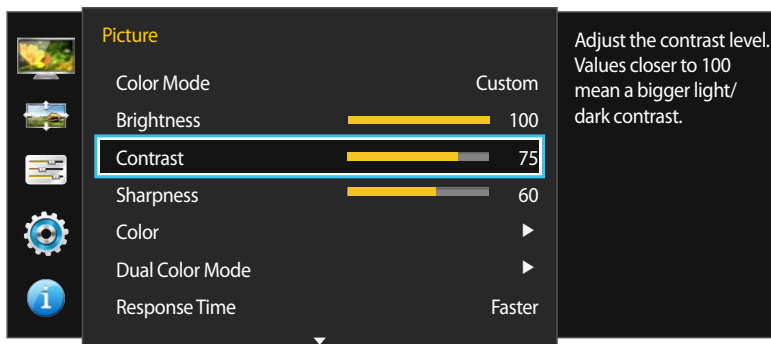 Picture
Color Mode Custom
Brightness 100
Contrast 75
Sharpness 60
Color
Dual Color Mode
Response Time Faster
Adjust the contrast level.
Values closer to 100
mean a bigger light/
dark contrast.